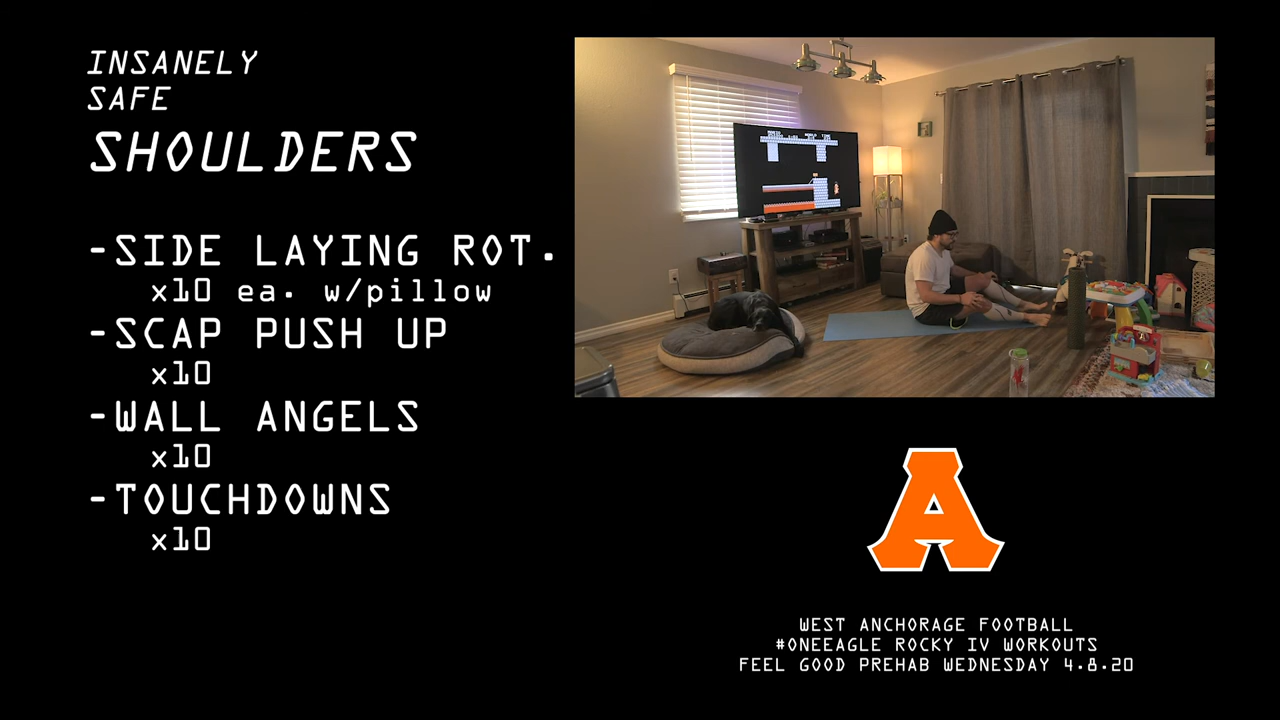 INSANELY
SAFE
SHOULDERS
-SIDE LAYING ROT.
x10 ea. w/pillow
-SCAP PUSH UP
x10
-WALL ANGELS
x10
-TOUCHDOWNS
x10
A
WEST ANCHORAGE FOOTBALL
#ONEEAGLE ROCKY IV WORKOUTS
FEEL GOOD PREHAB WEDNESDAY 4.8.20